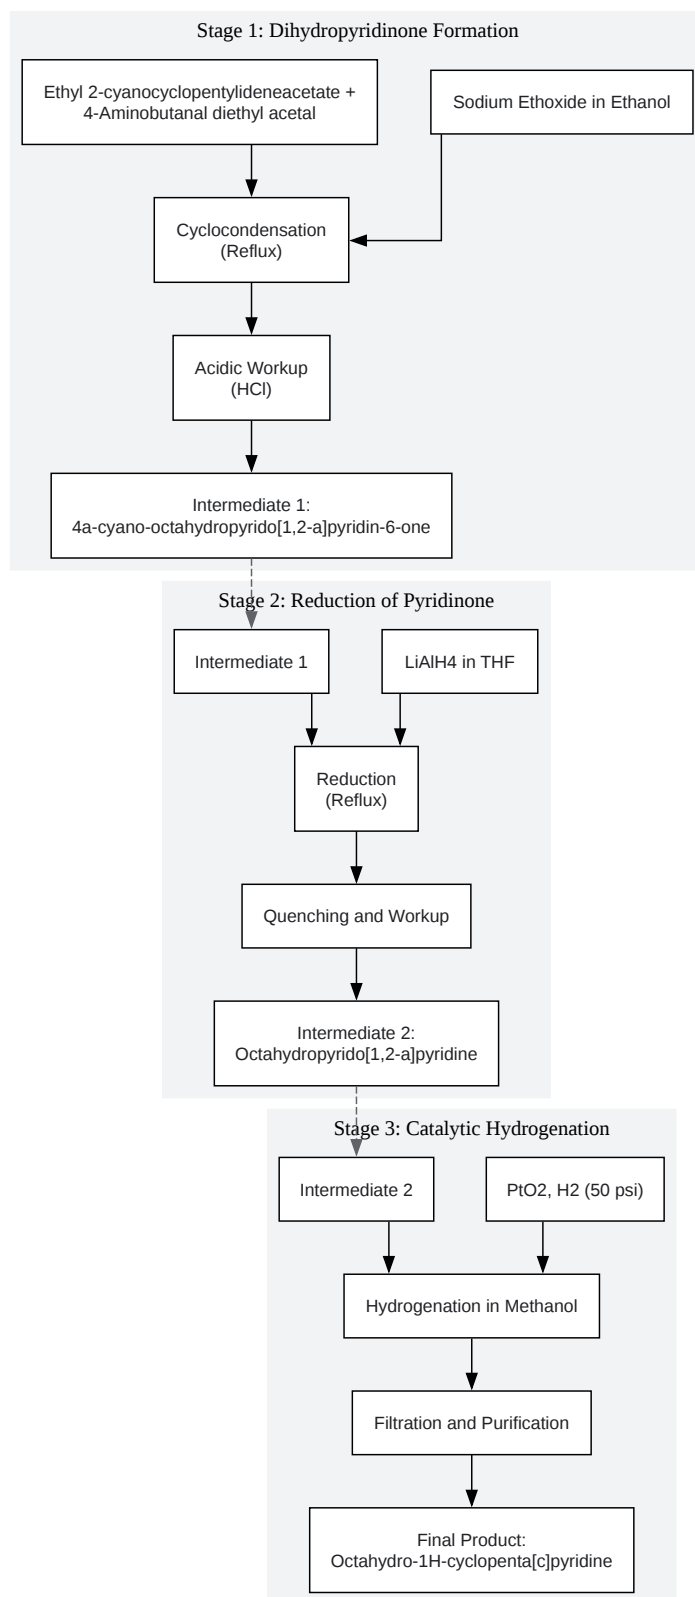 Stage 1: Dihydropyridinone Formation
Ethyl 2-cyanocyclopentylideneacetate +
4-Aminobutanal diethyl acetal
Sodium Ethoxide in Ethanol
Cyclocondensation
(Reflux)
Acidic Workup
(HCl)
Intermediate 1:
4a-cyano-octahydropyrido[1,2-a]pyridin-6-one
Stage 2: Reduction of Pyridinone
Intermediate 1
LiAlH4 in THF
Reduction
(Reflux)
Quenching and Workup
Intermediate 2:
Octahydropyrido[1,2-a]pyridine
Stage 3: Catalytic Hydrogenation
Intermediate 2
PtO2, H2 (50 psi)
Hydrogenation in Methanol
Filtration and Purification
Final Product:
Octahydro-1H-cyclopenta[c]pyridine